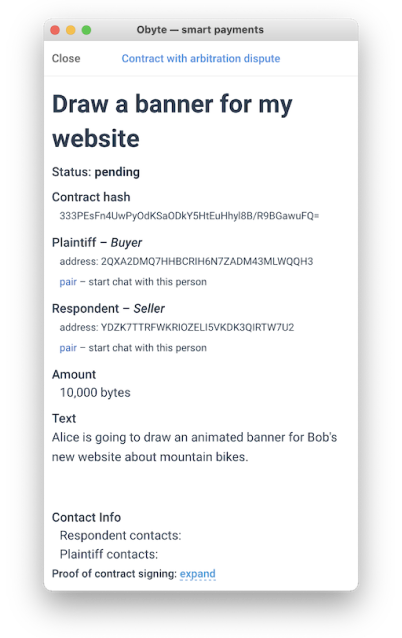 Obyte — smart payments
Close Contract with arbitration dispute
Draw a banner for my
website
Status: pending
Contract hash
333PEsFn4UwPyOdKSaODkY5HtEuHhyl8B/R9BGawuFQ=
Plaintiff – Buyer
address: 2QXA2DMQ7HHBCRIH6N7ZADM43MLWQQH3
pair – start chat with this person
Respondent – Seller
address: YDZK7TTRFWKRIOZELI5VKDK3QIRTW7U2
pair – start chat with this person
Amount
10,000 bytes
Text
Alice is going to draw an animated banner for Bob's
new website about mountain bikes.
Contact Info
Respondent contacts:
Plaintiff contacts:
Proof of contract signing: expand